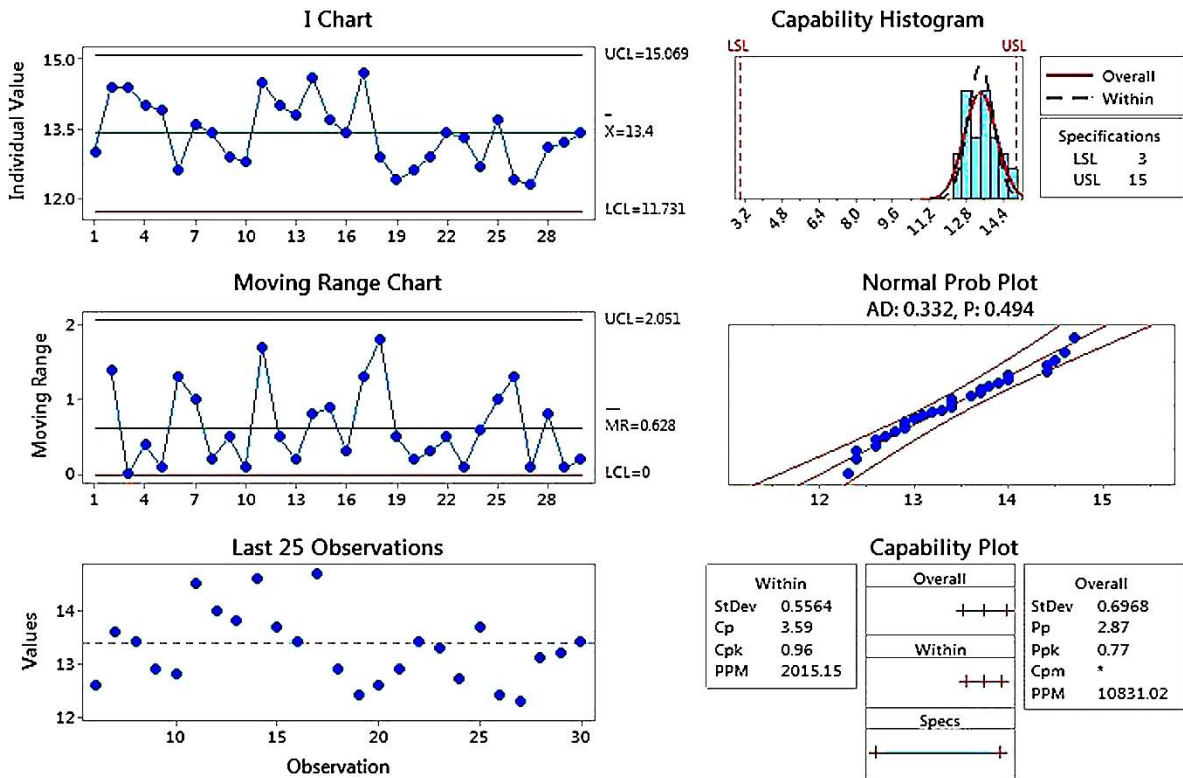 I Chart
Individual Value
15.0
13.5
12.0
UCL=15.069
X=13.4
LCL=11.731
1 4 7 10 13 16 19 22 25 28
Capability Histogram
LSL USL
3.2 4.8 6.4 8.0 9.6 11.2 12.8 14.4
Overall
Within
Specifications
LSL 3
USL 15
Moving Range Chart
Moving Range
2
1
0
UCL=2.051
MR=0.628
LCL=0
1 4 7 10 13 16 19 22 25 28
Normal Prob Plot
AD: 0.332, P: 0.494
12 13 14 15
Last 25 Observations
Values
14
13
12
10 15 20 25 30
Observation
Capability Plot
Within
StDev 0.5564
Cp 3.59
Cpk 0.96
PPM 2015.15
Overall
Within
Specs
Overall
StDev 0.6968
Pp 2.87
Ppk 0.77
Cpm *
PPM 10831.02